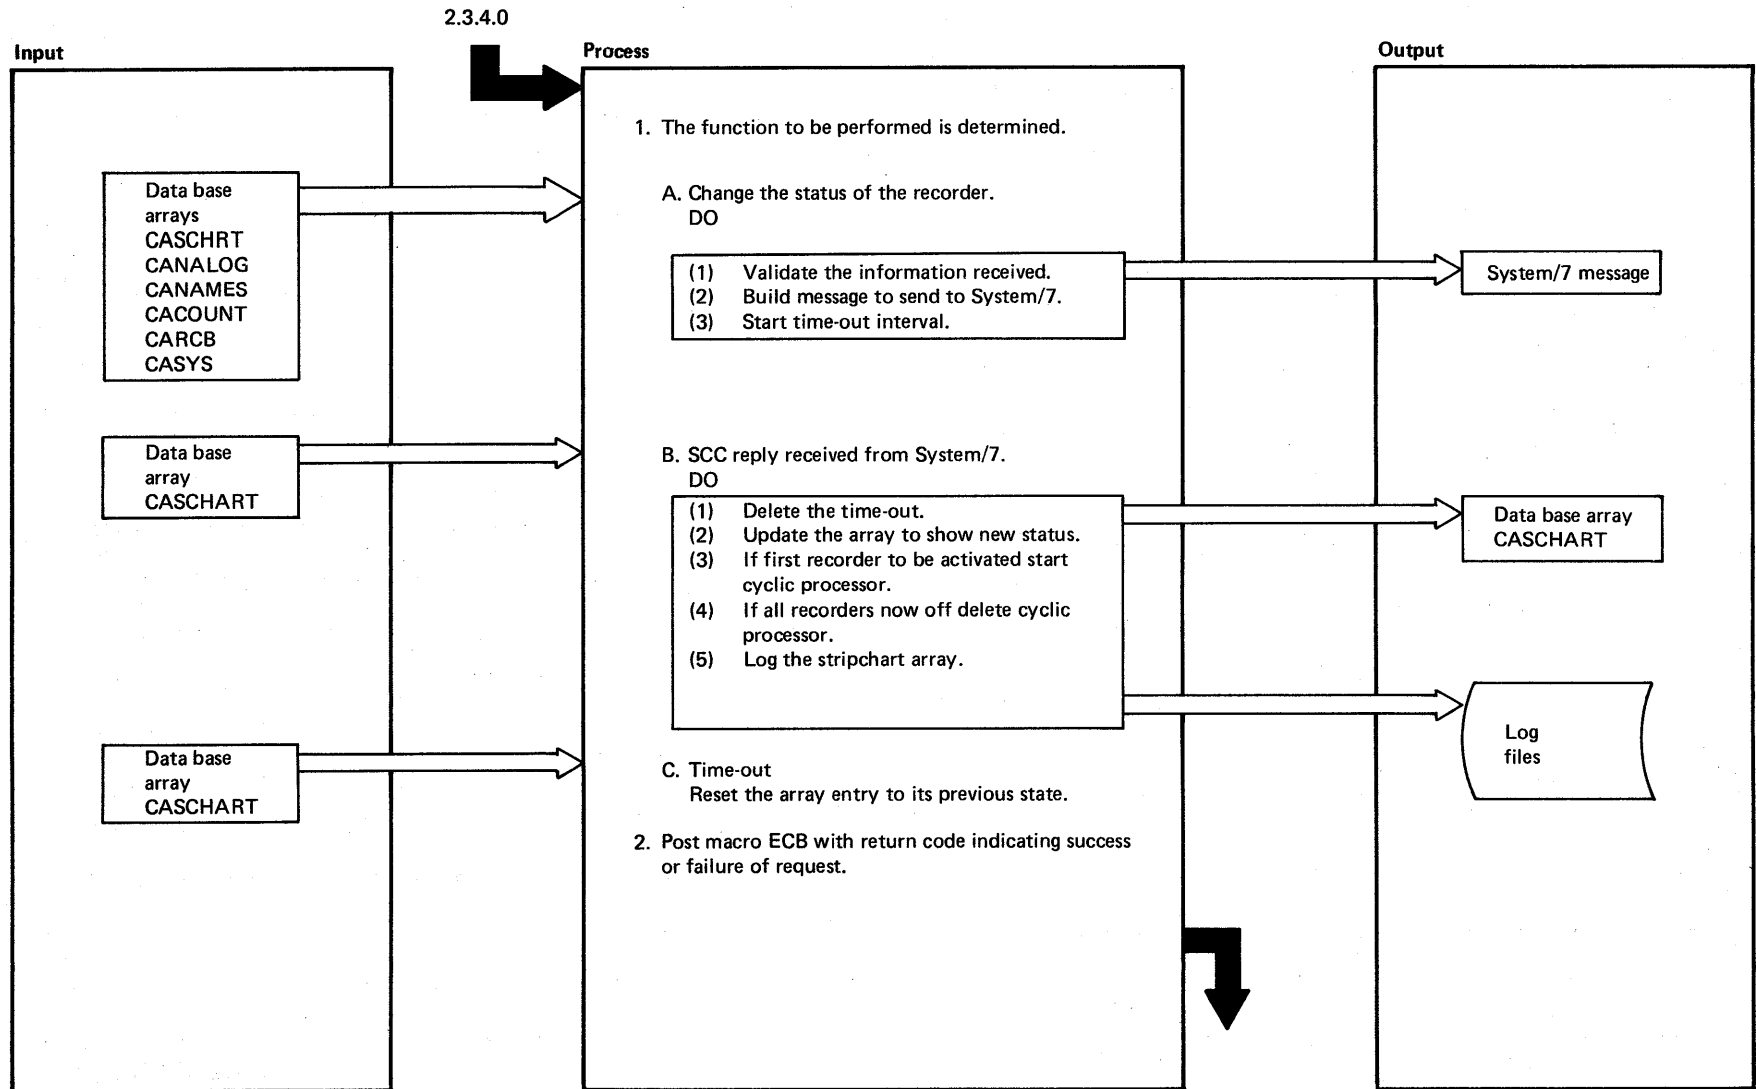 2.3.4.0
Input
Data base
arrays
CASCHRT
CANALOG
CANAMES
CACOUNT
CARCB
CASYS
Data base
array
CASCHART
Data base
array
CASCHART
Process
1. The function to be performed is determined.
A. Change the status of the recorder.
DO
(1) Validate the information received.
(2) Build message to send to System/7.
(3) Start time-out interval.
B. SCC reply received from System/7.
DO
(1) Delete the time-out.
(2) Update the array to show new status.
(3) If first recorder to be activated start
cyclic processor.
(4) If all recorders now off delete cyclic
processor.
(5) Log the stripchart array.
C. Time-out
Reset the array entry to its previous state.
2. Post macro ECB with return code indicating success
or failure of request.
Output
System/7 message
Data base array
CASCHART
Log
files